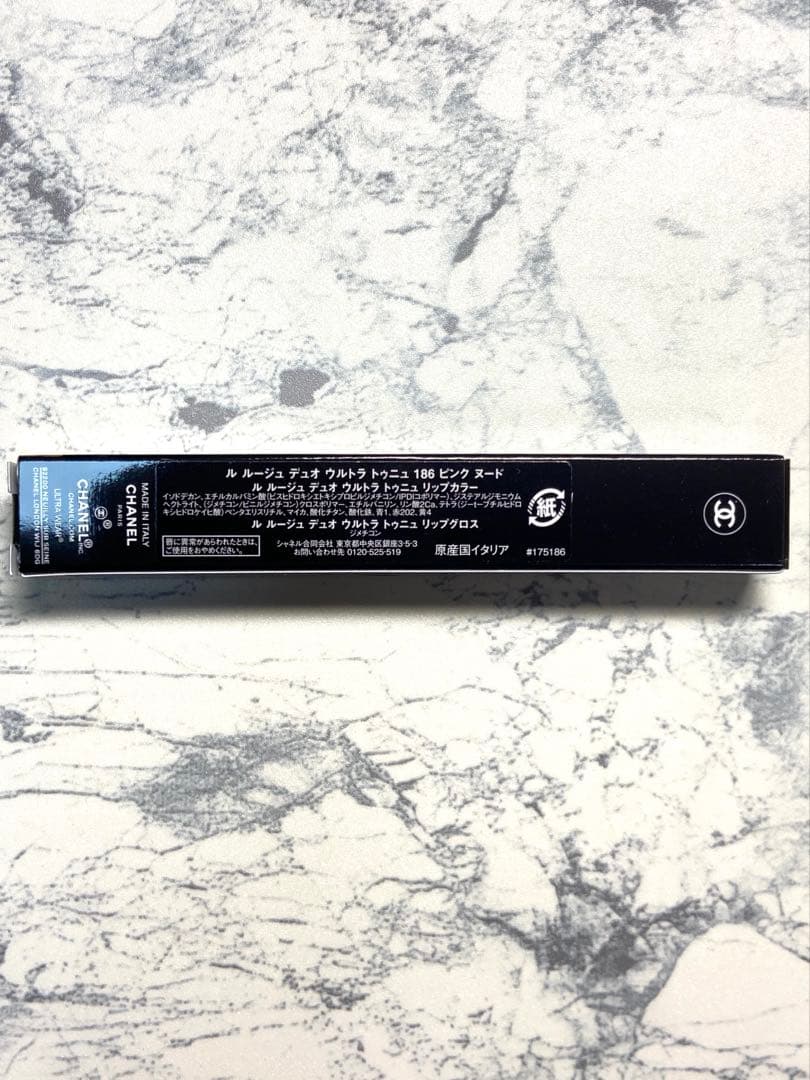 ル ルージュ デュオ ウルトラ トゥニュ 186 ピンク ヌード
ル ルージュ デュオ ウルトラ トゥニュ リップカラー
イソドデカン, エチルカルバミン酸(ビスヒドロキシエトキシプロピルジメチコン/IPDI)コポリマー), ジステアルジモニウム
ヘクトライト, (ジメチコン/ビニルジメチコン)クロスポリマー, エチルバニリン, リン酸2Ca, テトラ(ジ-t-ブチルヒドロ
キシヒドロケイヒ酸)ペンタエリスリチル, マイカ, 酸化チタン, 酸化鉄, 青1, 赤202, 黄4
ル ルージュ デュオ ウルトラ トゥニュ リップグロス
ジメチコン
唇に異常があらわれたときは、
ご使用をおやめください。
シャネル合同会社 東京都中央区銀座3-5-3
お問い合わせ先 0120-525-519
原産国イタリア
#175186
紙
MADE IN ITALY
CHANEL
PARIS
CHANEL® INC.
CHANEL.COM
ULTRA WEAR
92200 NEUILLY SUR SEINE
CHANEL LONDON W1J 6DG